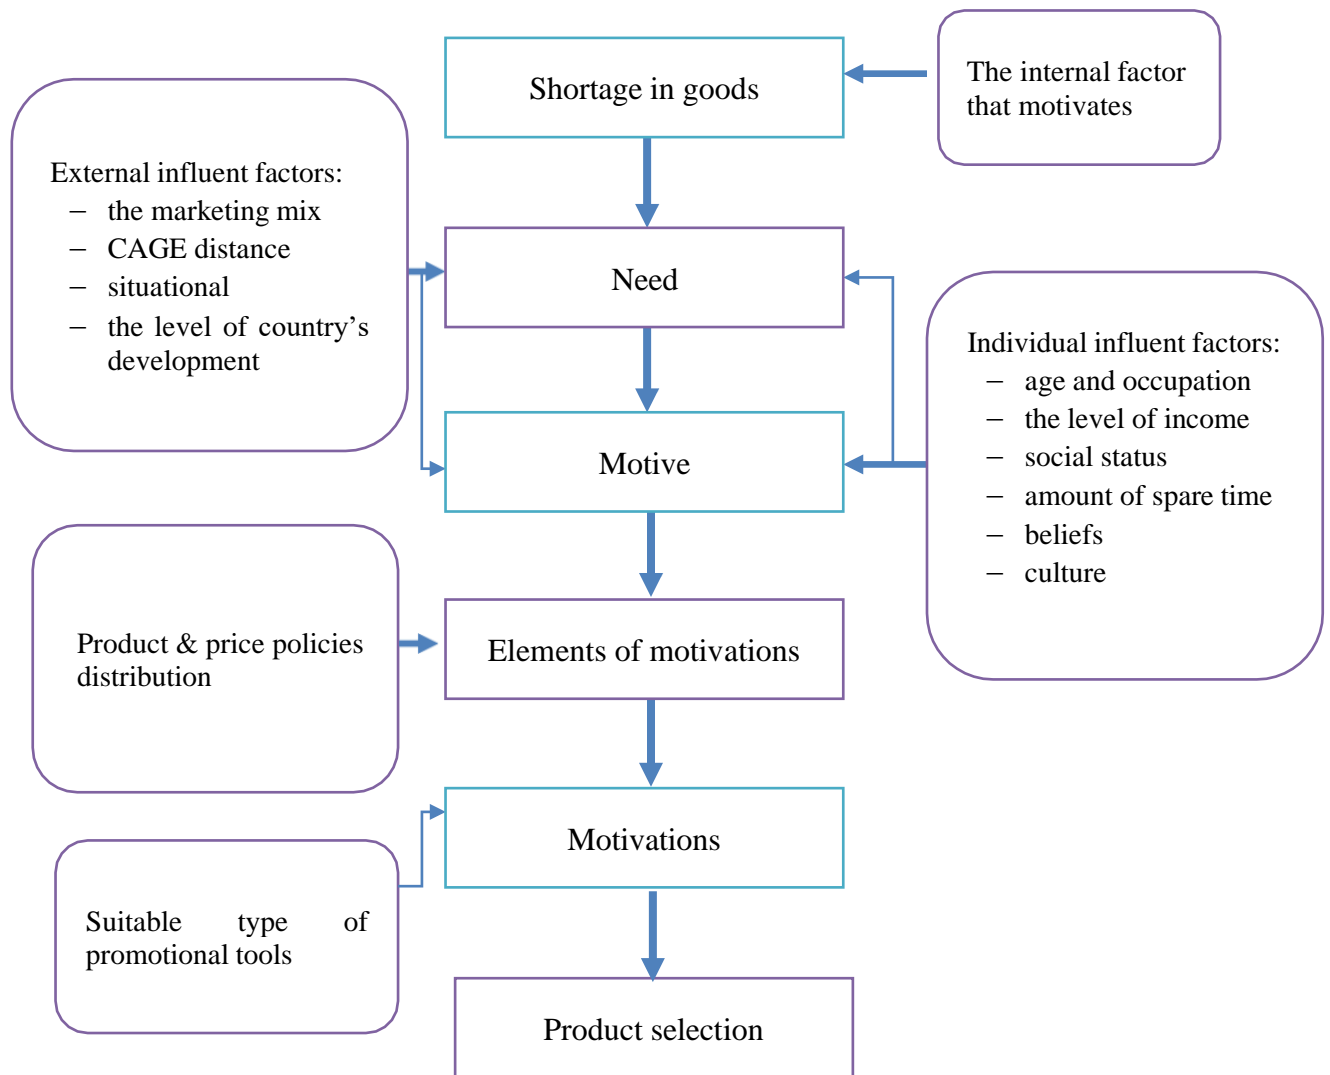 Shortage in goods
The internal factor
that motivates
External influent factors:
– the marketing mix
– CAGE distance
– situational
– the level of country’s
development
Need
Individual influent factors:
– age and occupation
– the level of income
– social status
– amount of spare time
– beliefs
– culture
Motive
Product & price policies
distribution
Elements of motivations
Motivations
Suitable type of
promotional tools
Product selection